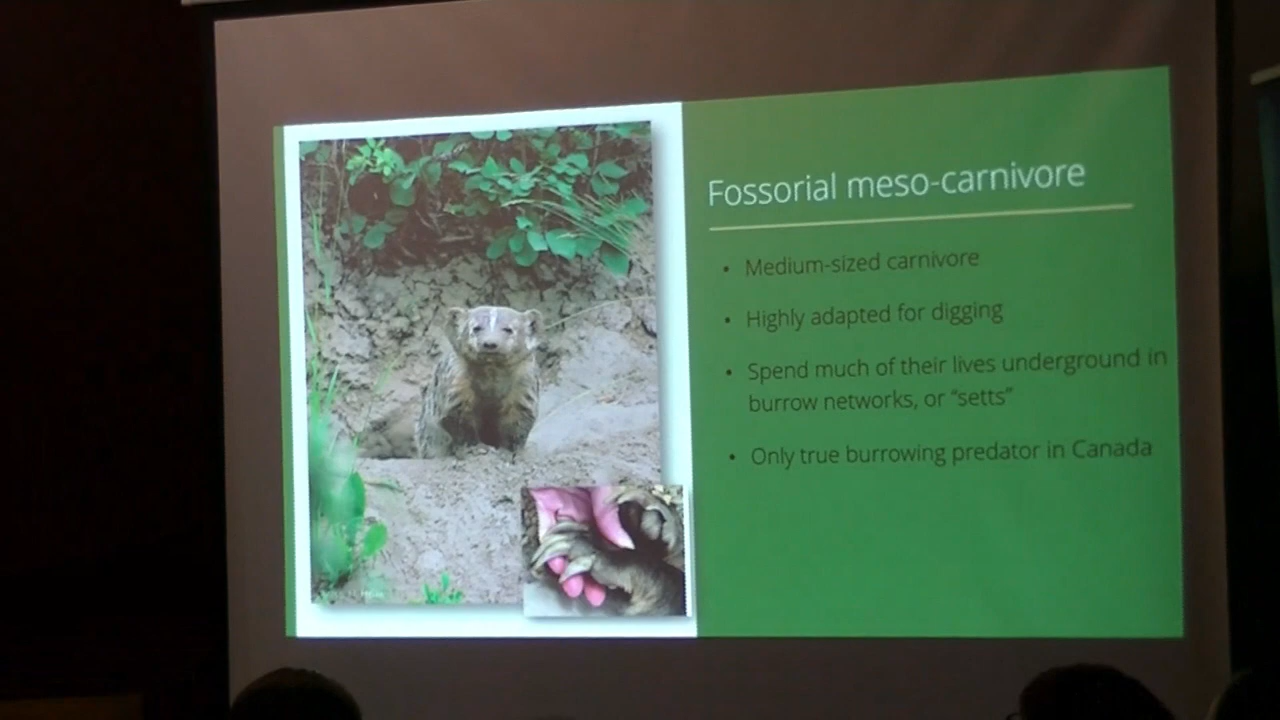 Fossorial meso-carnivore
• Medium-sized carnivore
• Highly adapted for digging
• Spend much of their lives underground in
burrow networks, or “setts”
• Only true burrowing predator in Canada